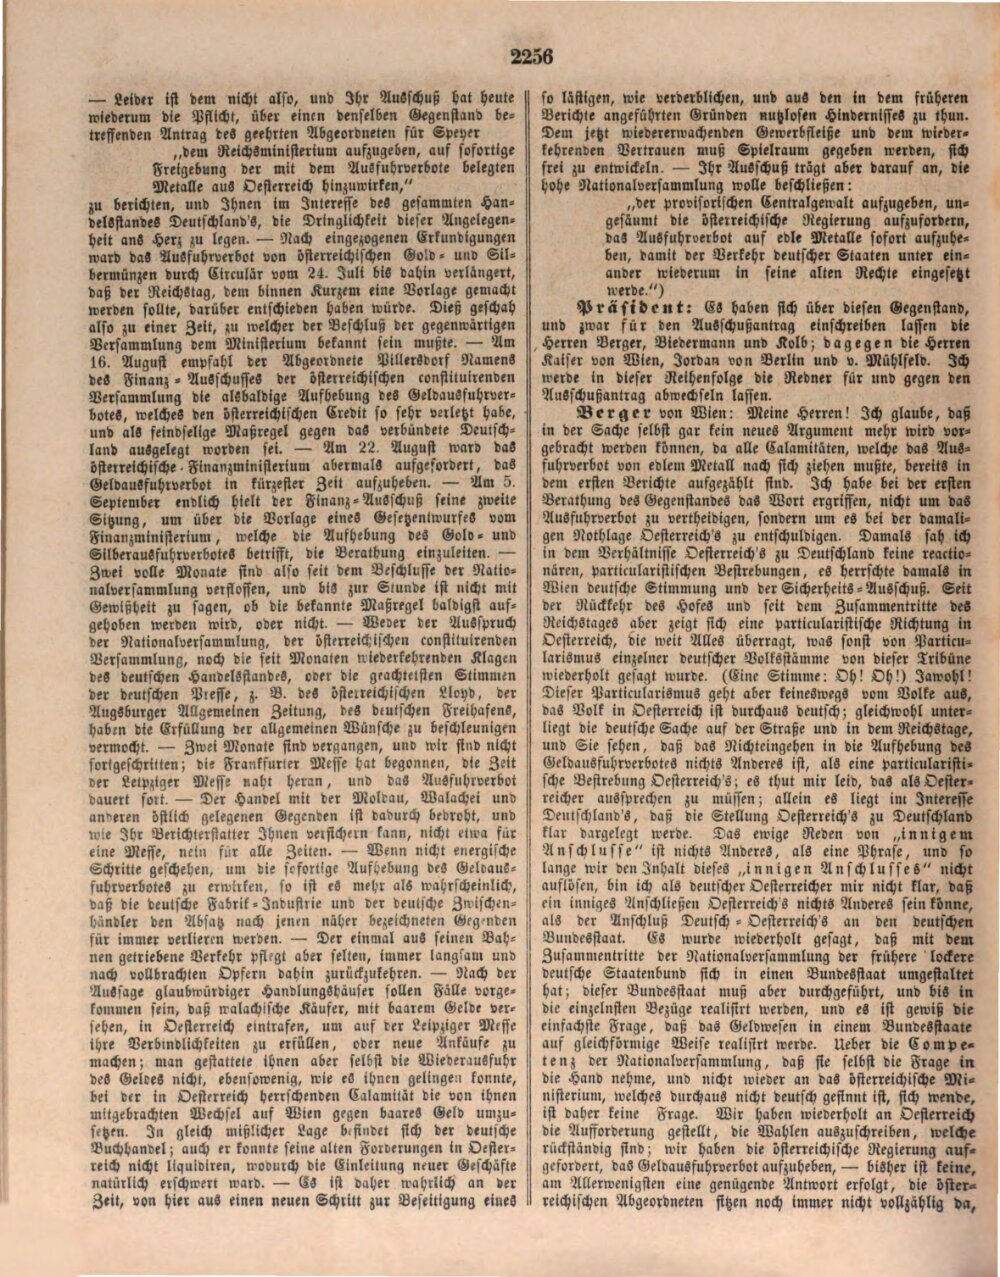 2256
— Leider ist dem nicht also, und Ihr Ausschuß hat heute
wiederum die Pflicht, über einen denselben Gegenstand be-
treffenden Antrag des geehrten Abgeordneten für Speyer
„dem Reichsministerium aufzugeben, auf sofortige
Freigebung der mit dem Ausfuhrverbote belegten
Metalle aus Oesterreich hinzuwirken,“
zu berichten, und Ihnen im Interesse des gesammten Han-
delsstandes Deutschland's, die Dringlichkeit dieser Angelegen-
heit ans Herz zu legen. — Nach eingezogenen Erkundigungen
ward das Ausfuhrverbot von österreichischen Gold- und Sil-
bermünzen durch Circulär vom 24. Juli bis dahin verlängert,
daß der Reichstag, dem binnen Kurzem eine Vorlage gemacht
werden sollte, darüber entschieden haben würde. Dieß geschah
also zu einer Zeit, zu welcher der Beschluß der gegenwärtigen
Versammlung dem Ministerium bekannt sein mußte. — Am
16. August empfahl der Abgeordnete Pillersdorf Namens
des Finanz-Ausschusses der österreichischen constituirenden
Versammlung die alsbaldige Aufhebung des Geldausfuhrver-
botes, welches den österreichischen Credit so sehr verletzt habe,
und als feindselige Maßregel gegen das verbündete Deutsch-
land ausgelegt worden sei. — Am 22. August ward das
österreichische Finanzministerium abermals aufgefordert, das
Geldausfuhrverbot in kürzester Zeit aufzuheben. — Am 5.
September endlich hielt der Finanz-Ausschuß seine zweite
Sitzung, um über die Vorlage eines Gesetzentwurfes vom
Finanzministerium, welche die Aufhebung des Gold- und
Silberausfuhrverbotes betrifft, die Berathung einzuleiten. —
Zwei volle Monate sind also seit dem Beschlusse der Natio-
nalversammlung verflossen, und bis zur Stunde ist nicht mit
Gewißheit zu sagen, ob die bekannte Maßregel baldigst auf-
gehoben werden wird, oder nicht. — Weder der Ausspruch
der Nationalversammlung, der österreichischen constituirenden
Versammlung, noch die seit Monaten wiederkehrenden Klagen
des deutschen Handelsstandes, oder die geachtetsten Stimmen
der deutschen Presse, z. B. des österreichischen Lloyd, der
Augsburger Allgemeinen Zeitung, des deutschen Freihafens,
haben die Erfüllung der allgemeinen Wünsche zu beschleunigen
vermocht. — Zwei Monate sind vergangen, und wir sind nicht
fortgeschritten; die Frankfurter Messe hat begonnen, die Zeit
der Leipziger Messe naht heran, und das Ausfuhrverbot
dauert fort. — Der Handel mit der Moldau, Walachei und
anderen östlich gelegenen Gegenden ist dadurch bedroht, und
wie Ihr Berichterstatter Ihnen versichern kann, nicht etwa für
eine Messe, nein für alle Zeiten. — Wenn nicht energische
Schritte geschehen, um die sofortige Aufhebung des Geldaus-
fuhrverbotes zu erwirken, so ist es mehr als wahrscheinlich,
daß die deutsche Fabrik-Industrie und der deutsche Zwischen-
händler den Absatz nach jenen näher bezeichneten Gegenden
für immer verlieren werden. — Der einmal aus seinen Bah-
nen getriebene Verkehr pflegt aber selten, immer langsam und
nach vollbrachten Opfern dahin zurückzukehren. — Nach der
Aussage glaubwürdiger Handlungshäuser sollen Fälle vorge-
kommen sein, daß walachische Käufer, mit baarem Gelde ver-
sehen, in Oesterreich eintrafen, um auf der Leipziger Messe
ihre Verbindlichkeiten zu erfüllen, oder neue Ankäufe zu
machen; man gestattete ihnen aber selbst die Wiederausfuhr
des Geldes nicht, ebensowenig, wie es ihnen gelingen konnte,
bei der in Oesterreich herrschenden Calamität die von ihnen
mitgebrachten Wechsel auf Wien gegen baares Geld umzu-
setzen. In gleich mißlicher Lage befindet sich der deutsche
Buchhandel; auch er konnte seine alten Forderungen in Oester-
reich nicht liquidiren, wodurch die Einleitung neuer Geschäfte
natürlich erschwert ward. — Es ist daher wahrlich an der
Zeit, von hier aus einen neuen Schritt zur Beseitigung eines
so lästigen, wie verderblichen, und aus den in dem früheren
Berichte angeführten Gründen nutzlosen Hindernisses zu thun.
Dem jetzt wiedererwachenden Gewerbsfleiße und dem wieder-
kehrenden Vertrauen muß Spielraum gegeben werden, sich
frei zu entwickeln. — Ihr Ausschuß trägt aber darauf an, die
hohe Nationalversammlung wolle beschließen:
„der provisorischen Centralgewalt aufzugeben, un-
gesäumt die österreichische Regierung aufzufordern,
das Ausfuhrverbot auf edle Metalle sofort aufzuhe-
ben, damit der Verkehr deutscher Staaten unter ein-
ander wiederum in seine alten Rechte eingesetzt
werde.“)
Präsident: Es haben sich über diesen Gegenstand,
und zwar für den Ausschußantrag einschreiben lassen die
Herren Berger, Biedermann und Kolb; dagegen die Herren
Kaiser von Wien, Jordan von Berlin und v. Mühlfeld. Ich
werde in dieser Reihenfolge die Redner für und gegen den
Ausschußantrag abwechseln lassen.
Berger von Wien: Meine Herren! Ich glaube, daß
in der Sache selbst gar kein neues Argument mehr wird vor-
gebracht werden können, da alle Calamitäten, welche das Aus-
fuhrverbot von edlem Metall nach sich ziehen mußte, bereits in
dem ersten Berichte aufgezählt sind. Ich habe bei der ersten
Berathung des Gegenstandes das Wort ergriffen, nicht um das
Ausfuhrverbot zu vertheidigen, sondern um es bei der damali-
gen Nothlage Oesterreich's zu entschuldigen. Damals sah ich
in dem Verhältnisse Oesterreich's zu Deutschland keine reactio-
nären, particularistischen Bestrebungen, es herrschte damals in
Wien deutsche Stimmung und der Sicherheits-Ausschuß. Seit
der Rückkehr des Hofes und seit dem Zusammentritte des
Reichstages aber zeigt sich eine particularistische Richtung in
Oesterreich, die weit Alles überragt, was sonst von Particu-
larismus einzelner deutscher Volksstämme von dieser Tribüne
wiederholt gesagt wurde. (Eine Stimme: Oh! Oh!) Jawohl!
Dieser Particularismus geht aber keineswegs vom Volke aus,
das Volk in Oesterreich ist durchaus deutsch; gleichwohl unter-
liegt die deutsche Sache auf der Straße und in dem Reichstage,
und Sie sehen, daß das Nichteingehen in die Aufhebung des
Geldausfuhrverbotes nichts Anderes ist, als eine particularisti-
sche Bestrebung Oesterreich's; es thut mir leid, das als Oester-
reicher aussprechen zu müssen; allein es liegt im Interesse
Deutschland's, daß die Stellung Oesterreich's zu Deutschland
klar dargelegt werde. Das ewige Reden von „innigem
Anschlusse“ ist nichts Anderes, als eine Phrase, und so
lange wir den Inhalt dieses „innigen Anschlusses“ nicht
auflösen, bin ich als deutscher Oesterreicher mir nicht klar, daß
ein inniges Anschließen Oesterreich's nichts Anderes sein könne,
als der Anschluß Deutsch-Oesterreich's an den deutschen
Bundesstaat. Es wurde wiederholt gesagt, daß mit dem
Zusammentritte der Nationalversammlung der frühere lockere
deutsche Staatenbund sich in einen Bundesstaat umgestaltet
hat; dieser Bundesstaat muß aber durchgeführt, und bis in
die einzelnsten Bezüge realisirt werden, und es ist gewiß die
einfachste Frage, daß das Geldwesen in einem Bundesstaate
auf gleichförmige Weise realisirt werde. Ueber die Compe-
tenz der Nationalversammlung, daß sie selbst die Frage in
die Hand nehme, und nicht wieder an das österreichische Mi-
nisterium, welches durchaus nicht deutsch gesinnt ist, sich wende,
ist daher keine Frage. Wir haben wiederholt an Oesterreich
die Aufforderung gestellt, die Wahlen auszuschreiben, welche
rückständig sind; wir haben die österreichische Regierung auf-
gefordert, das Geldausfuhrverbot aufzuheben, — bisher ist keine,
am Allerwenigsten eine genügende Antwort erfolgt, die öster-
reichischen Abgeordneten sitzen noch immer nicht vollzählig da,